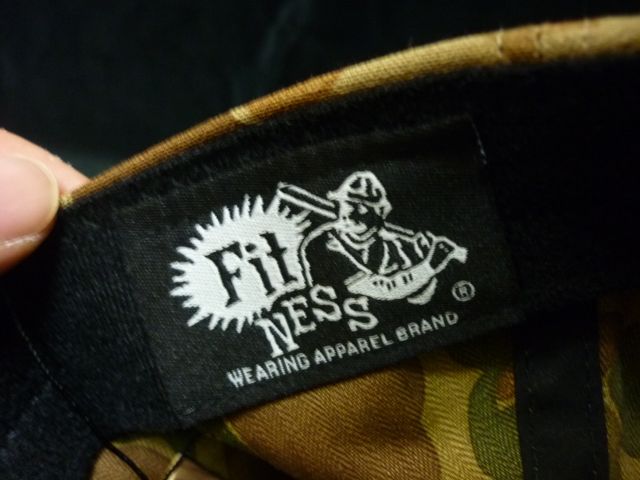 Fit
NESS
®
WEARING APPAREL BRAND